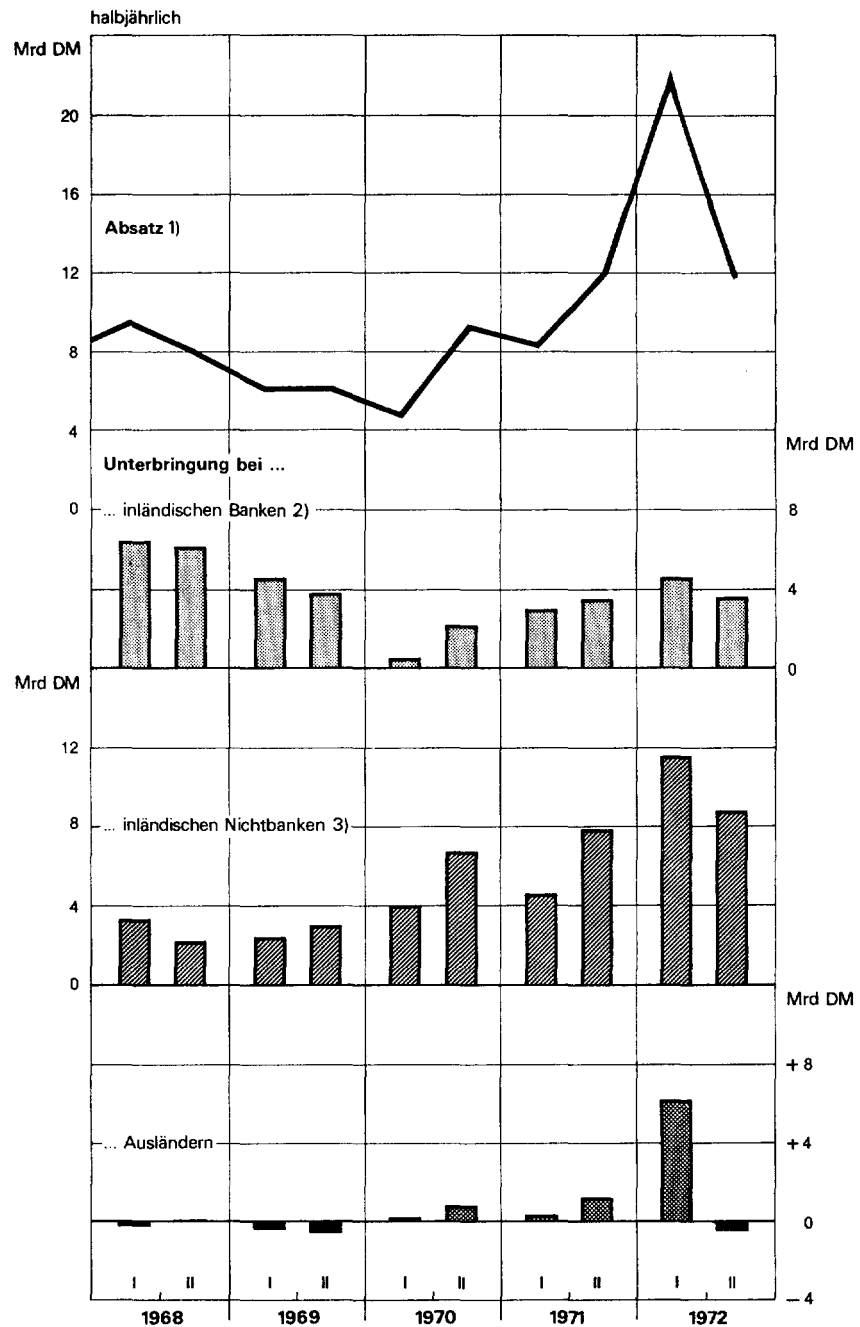 halbjährlich
Mrd DM
20
16
Absatz 1)
12
8
4
Mrd DM
Unterbringung bei ...
0
... inländischen Banken 2)
8
4
0
Mrd DM
12
8
... inländischen Nichtbanken 3)
4
0
Mrd DM
+ 8
... Ausländern
+ 4
0
I II I II I II I II I II
— 4
1968 1969 1970 1971 1972